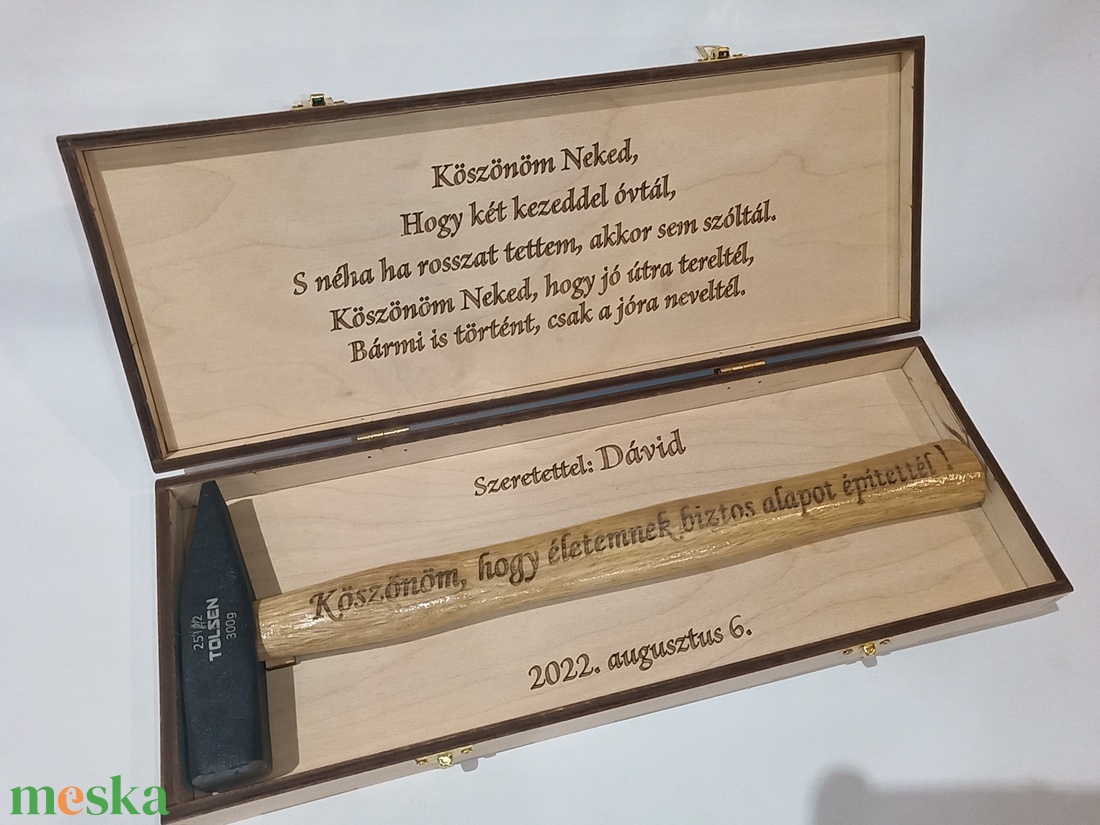 Köszönöm Neked,
Hogy két kezeddel óvtál,
S néha ha rosszat tettem, akkor sem szóltál.
Köszönöm Neked, hogy jó útra tereltél,
Bármi is történt, csak a jóra neveltél.
Szeretettel: Dávid
Köszönöm, hogy életemnek biztos alapot építettél !
TOLSEN
300g
2022. augusztus 6.
meska